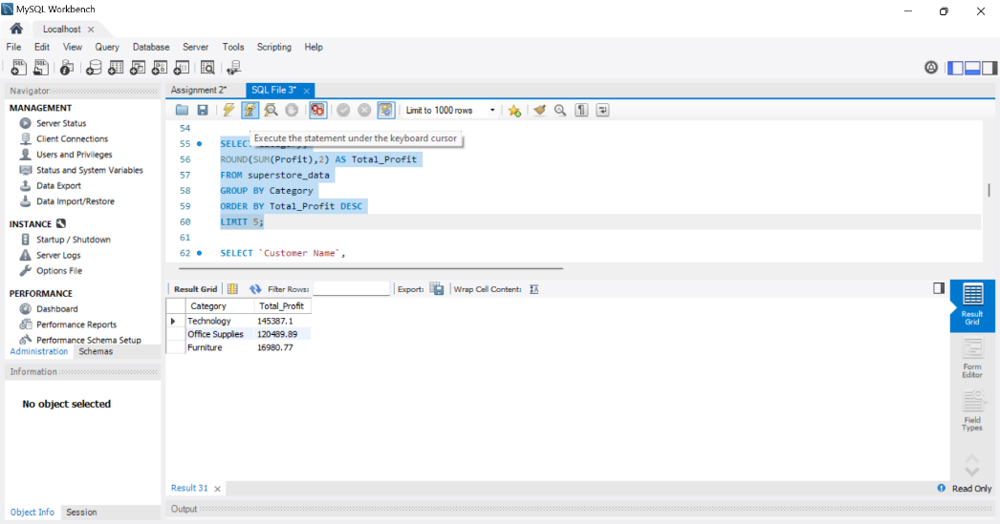 MySQL Workbench
Localhost
File Edit View Query Database Server Tools Scripting Help
Navigator
MANAGEMENT
Server Status
Client Connections
Users and Privileges
Status and System Variables
Data Export
Data Import/Restore
INSTANCE
Startup / Shutdown
Server Logs
Options File
PERFORMANCE
Dashboard
Performance Reports
Performance Schema Setup
Administration Schemas
Information
No object selected
Object Info Session
Assignment 2* SQL File 3*
Limit to 1000 rows
54
Execute the statement under the keyboard cursor
55 SELECT
56 ROUND(SUM(Profit),2) AS Total_Profit
57 FROM superstore_data
58 GROUP BY Category
59 ORDER BY Total_Profit DESC
60 LIMIT 5;
61
62 SELECT `Customer Name`,
Result Grid Filter Rows: Export: Wrap Cell Content:
Category Total_Profit
Technology 145387.1
Office Supplies 120489.89
Furniture 16980.77
Result Grid
Form Editor
Field Types
Result 31
Read Only
Output